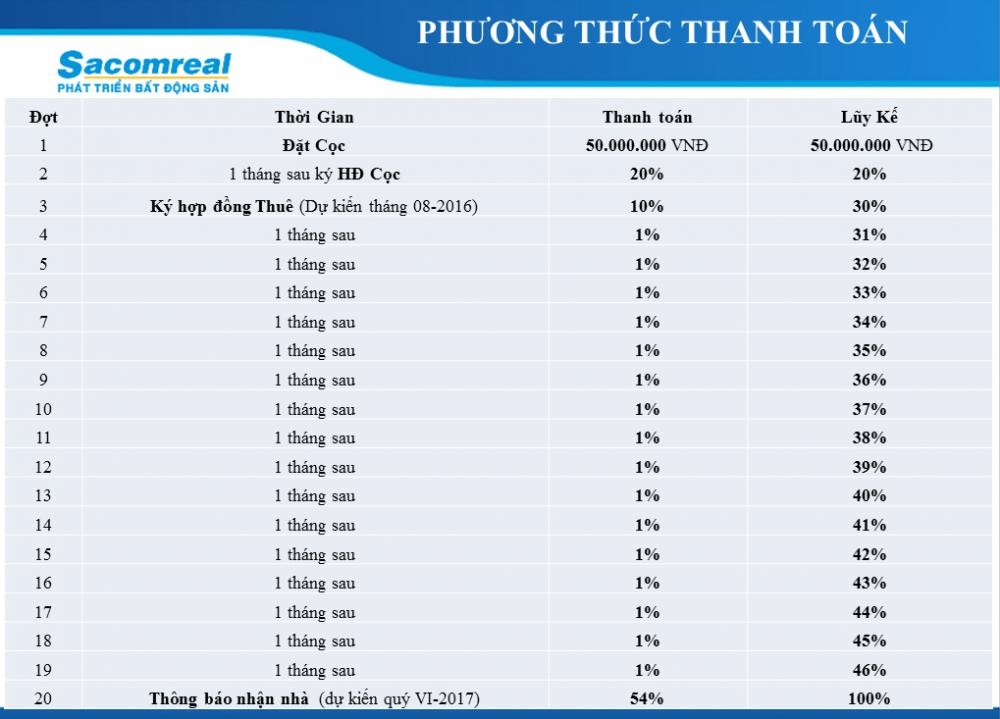 PHƯƠNG THỨC THANH TOÁN
Sacomreal
PHÁT TRIỂN BẤT ĐỘNG SẢN
Đợt Thời Gian Thanh toán Lũy Kế
1 Đặt Cọc 50.000.000 VNĐ 50.000.000 VNĐ
2 1 tháng sau ký HĐ Cọc 20% 20%
3 Ký hợp đồng Thuê (Dự kiến tháng 08-2016) 10% 30%
4 1 tháng sau 1% 31%
5 1 tháng sau 1% 32%
6 1 tháng sau 1% 33%
7 1 tháng sau 1% 34%
8 1 tháng sau 1% 35%
9 1 tháng sau 1% 36%
10 1 tháng sau 1% 37%
11 1 tháng sau 1% 38%
12 1 tháng sau 1% 39%
13 1 tháng sau 1% 40%
14 1 tháng sau 1% 41%
15 1 tháng sau 1% 42%
16 1 tháng sau 1% 43%
17 1 tháng sau 1% 44%
18 1 tháng sau 1% 45%
19 1 tháng sau 1% 46%
20 Thông báo nhận nhà (dự kiến quý VI-2017) 54% 100%